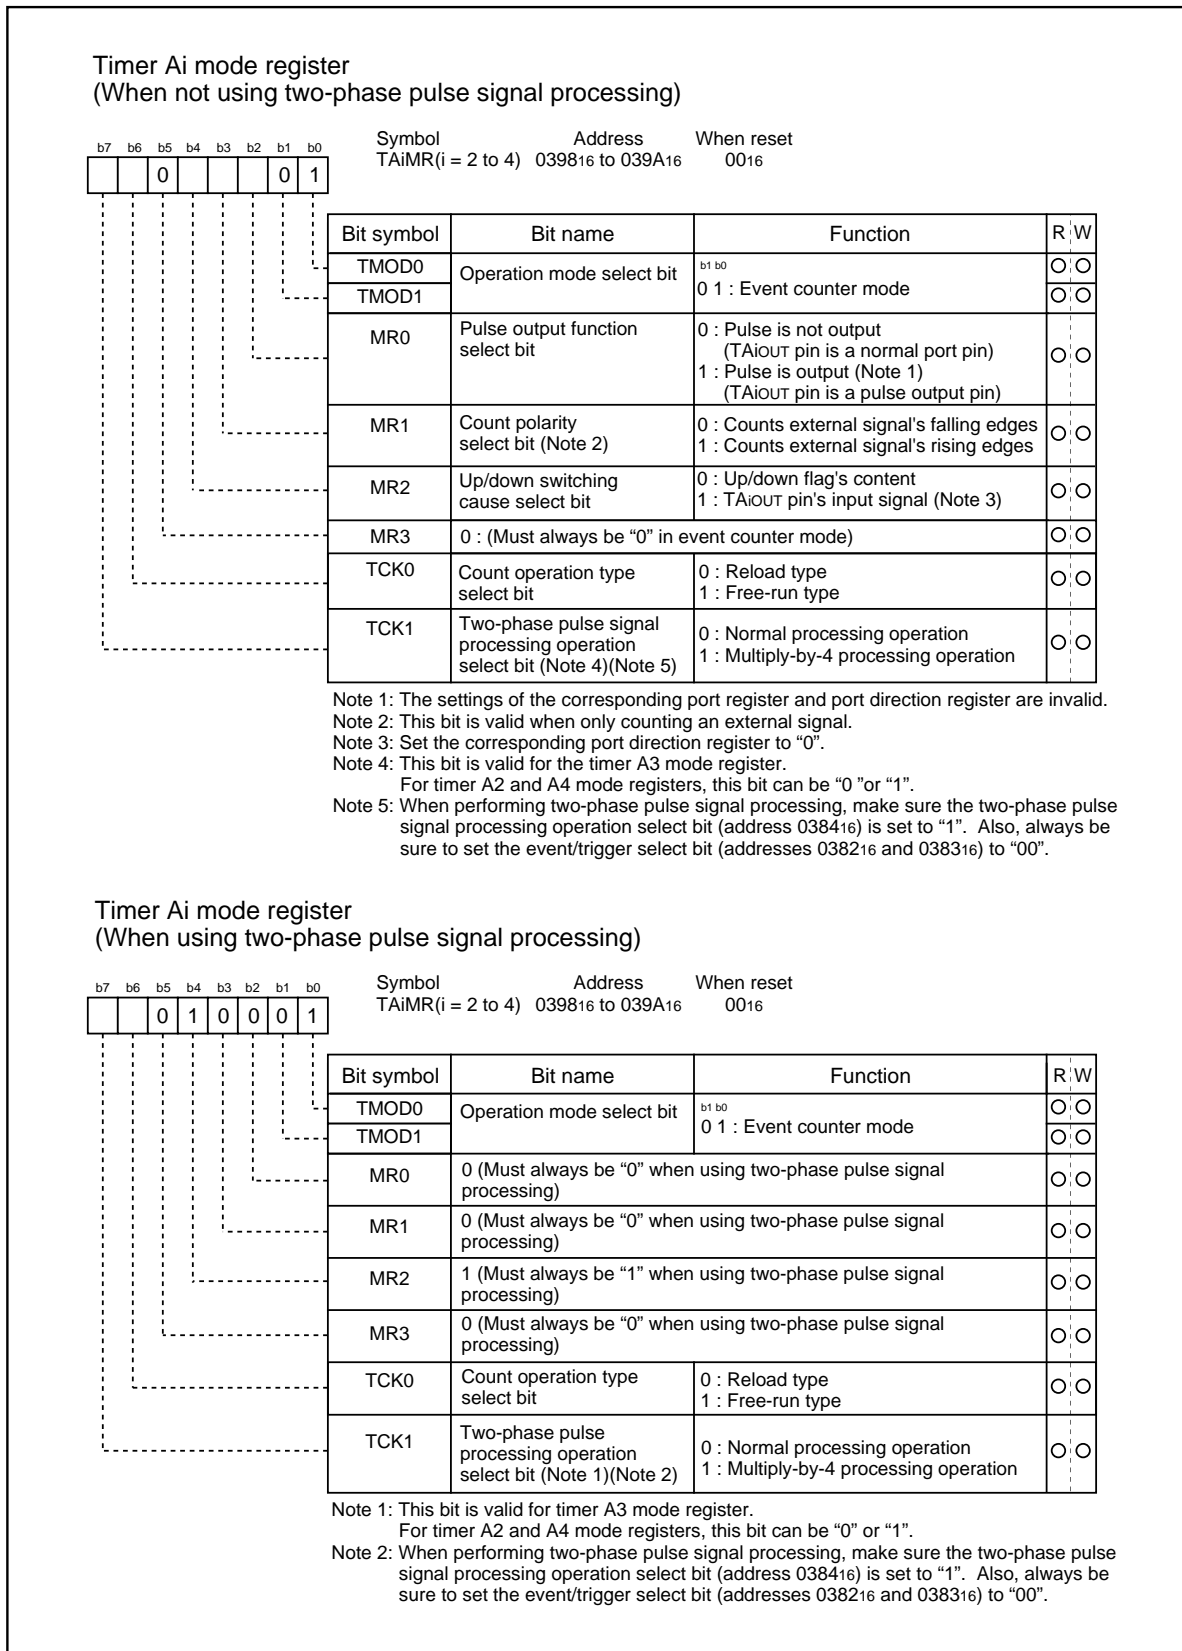 Timer Ai mode register
(When not using two-phase pulse signal processing)
b7 b6 b5 b4 b3 b2 b1 b0
0 0 1
Symbol Address When reset
TAiMR(i = 2 to 4) 039816 to 039A16 0016
Bit symbol Bit name Function R W
TMOD0 Operation mode select bit b1 b0
TMOD1 0 1 : Event counter mode
MR0 Pulse output function 0 : Pulse is not output
select bit (TAiOUT pin is a normal port pin)
1 : Pulse is output (Note 1)
(TAiOUT pin is a pulse output pin)
MR1 Count polarity 0 : Counts external signal's falling edges
select bit (Note 2) 1 : Counts external signal's rising edges
MR2 Up/down switching 0 : Up/down flag's content
cause select bit 1 : TAiOUT pin's input signal (Note 3)
MR3 0 : (Must always be “0” in event counter mode)
TCK0 Count operation type 0 : Reload type
select bit 1 : Free-run type
TCK1 Two-phase pulse signal 0 : Normal processing operation
processing operation 1 : Multiply-by-4 processing operation
select bit (Note 4)(Note 5)
Note 1: The settings of the corresponding port register and port direction register are invalid.
Note 2: This bit is valid when only counting an external signal.
Note 3: Set the corresponding port direction register to “0”.
Note 4: This bit is valid for the timer A3 mode register.
For timer A2 and A4 mode registers, this bit can be “0 ”or “1”.
Note 5: When performing two-phase pulse signal processing, make sure the two-phase pulse
signal processing operation select bit (address 038416) is set to “1”. Also, always be
sure to set the event/trigger select bit (addresses 038216 and 038316) to “00”.
Timer Ai mode register
(When using two-phase pulse signal processing)
b7 b6 b5 b4 b3 b2 b1 b0
0 1 0 0 0 1
Symbol Address When reset
TAiMR(i = 2 to 4) 039816 to 039A16 0016
Bit symbol Bit name Function R W
TMOD0 Operation mode select bit b1 b0
TMOD1 0 1 : Event counter mode
MR0 0 (Must always be “0” when using two-phase pulse signal
processing)
MR1 0 (Must always be “0” when using two-phase pulse signal
processing)
MR2 1 (Must always be “1” when using two-phase pulse signal
processing)
MR3 0 (Must always be “0” when using two-phase pulse signal
processing)
TCK0 Count operation type 0 : Reload type
select bit 1 : Free-run type
TCK1 Two-phase pulse 0 : Normal processing operation
processing operation 1 : Multiply-by-4 processing operation
select bit (Note 1)(Note 2)
Note 1: This bit is valid for timer A3 mode register.
For timer A2 and A4 mode registers, this bit can be “0” or “1”.
Note 2: When performing two-phase pulse signal processing, make sure the two-phase pulse
signal processing operation select bit (address 038416) is set to “1”. Also, always be
sure to set the event/trigger select bit (addresses 038216 and 038316) to “00”.